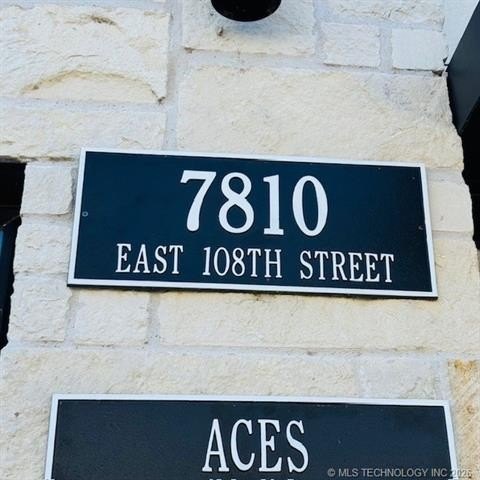 7810
EAST 108TH STREET
ACES
© MLS TECHNOLOGY INC 2025